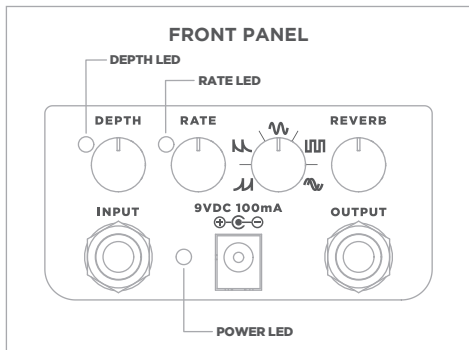 FRONT PANEL
DEPTH LED
RATE LED
DEPTH
RATE
REVERB
INPUT
9VDC 100mA
OUTPUT
POWER LED